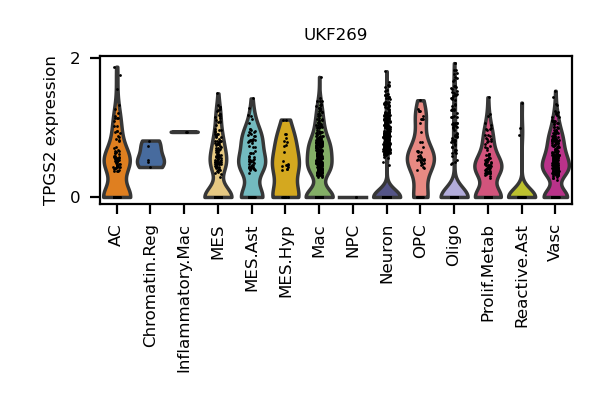 UKF269
TPGS2 expression
2
0
AC
Chromatin.Reg
Inflammatory.Mac
MES
MES.Ast
MES.Hyp
Mac
NPC
Neuron
OPC
Oligo
Prolif.Metab
Reactive.Ast
Vasc